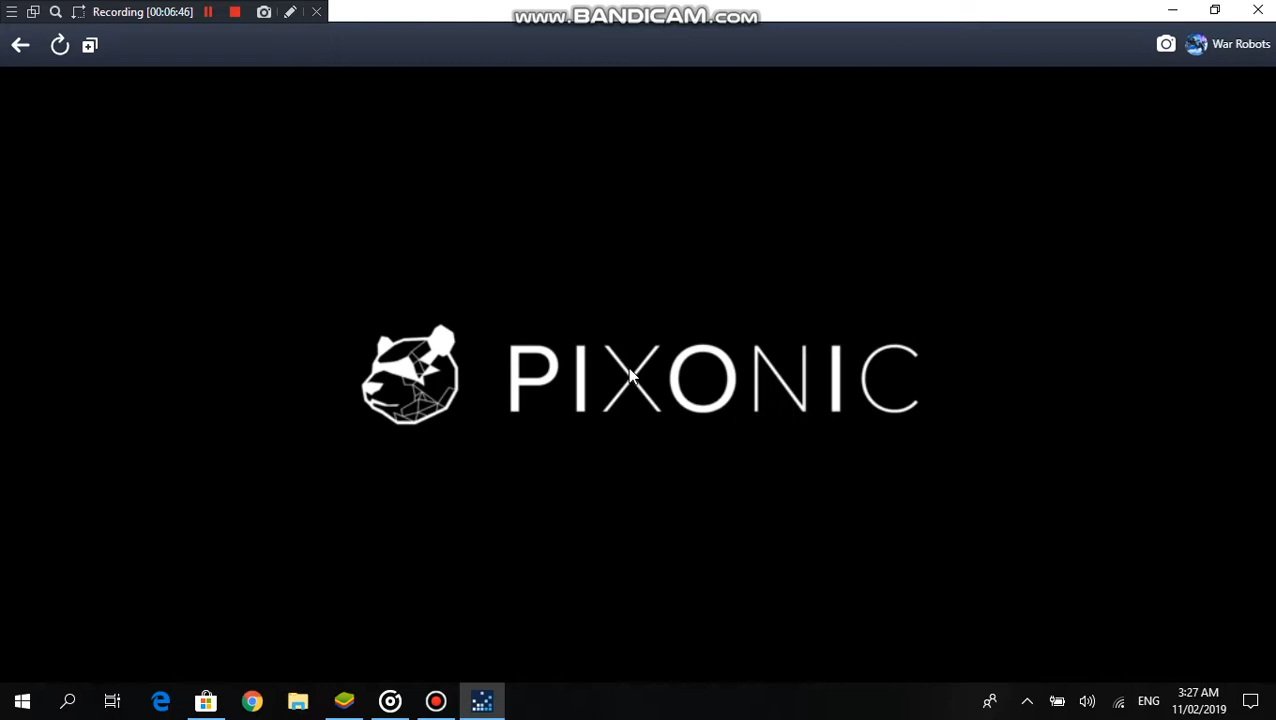 Recording [00:06:46]
WWW.BANDICAM.COM
War Robots
PIXONIC
ENG
3:27 AM
11/02/2019